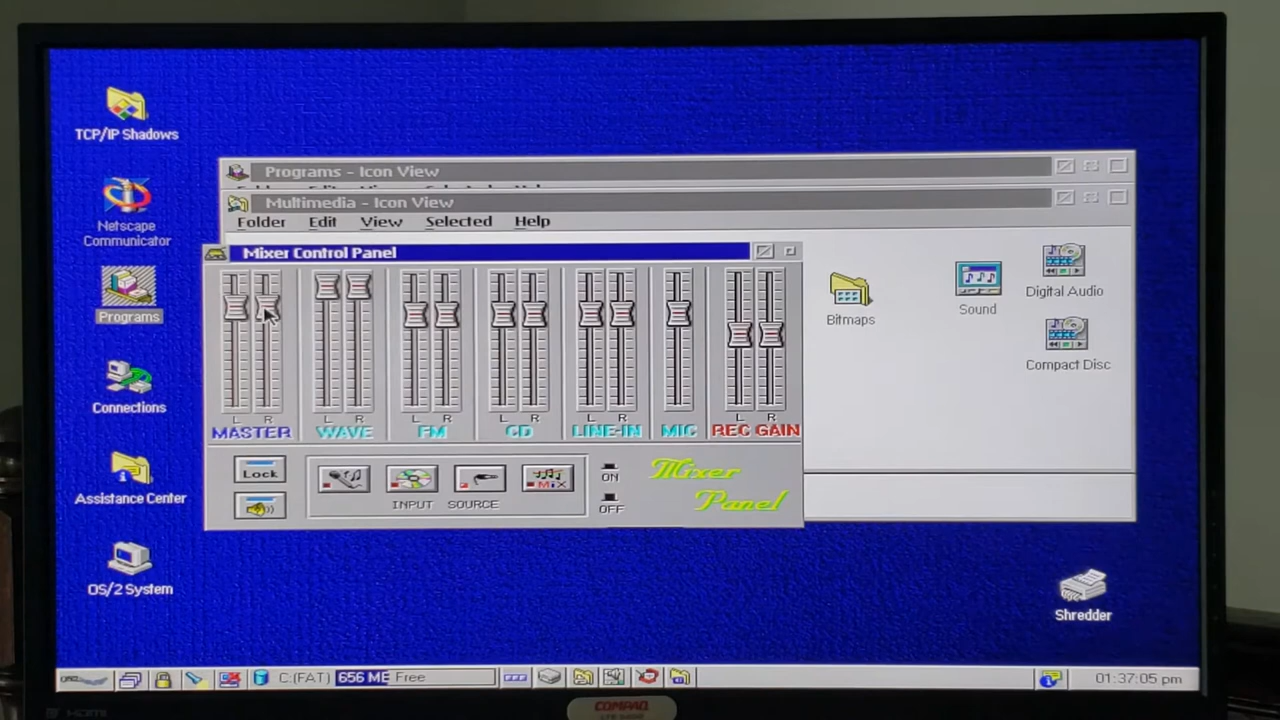 TCP/IP Shadows
Netscape
Communicator
Programs
Connections
Assistance Center
OS/2 System
Programs - Icon View
Multimedia - Icon View
Folder Edit View Selected Help
Mixer Control Panel
L R L R L R L R L R L R
MASTER WAVE FM CD LINE-IN MIC REC GAIN
Lock
MIX
INPUT SOURCE
ON
OFF
Mixer
Panel
Bitmaps
Sound
Digital Audio
Compact Disc
Shredder
C:(FAT) 656 ME Free
01:37:05 pm
HDMI
COMPAQ